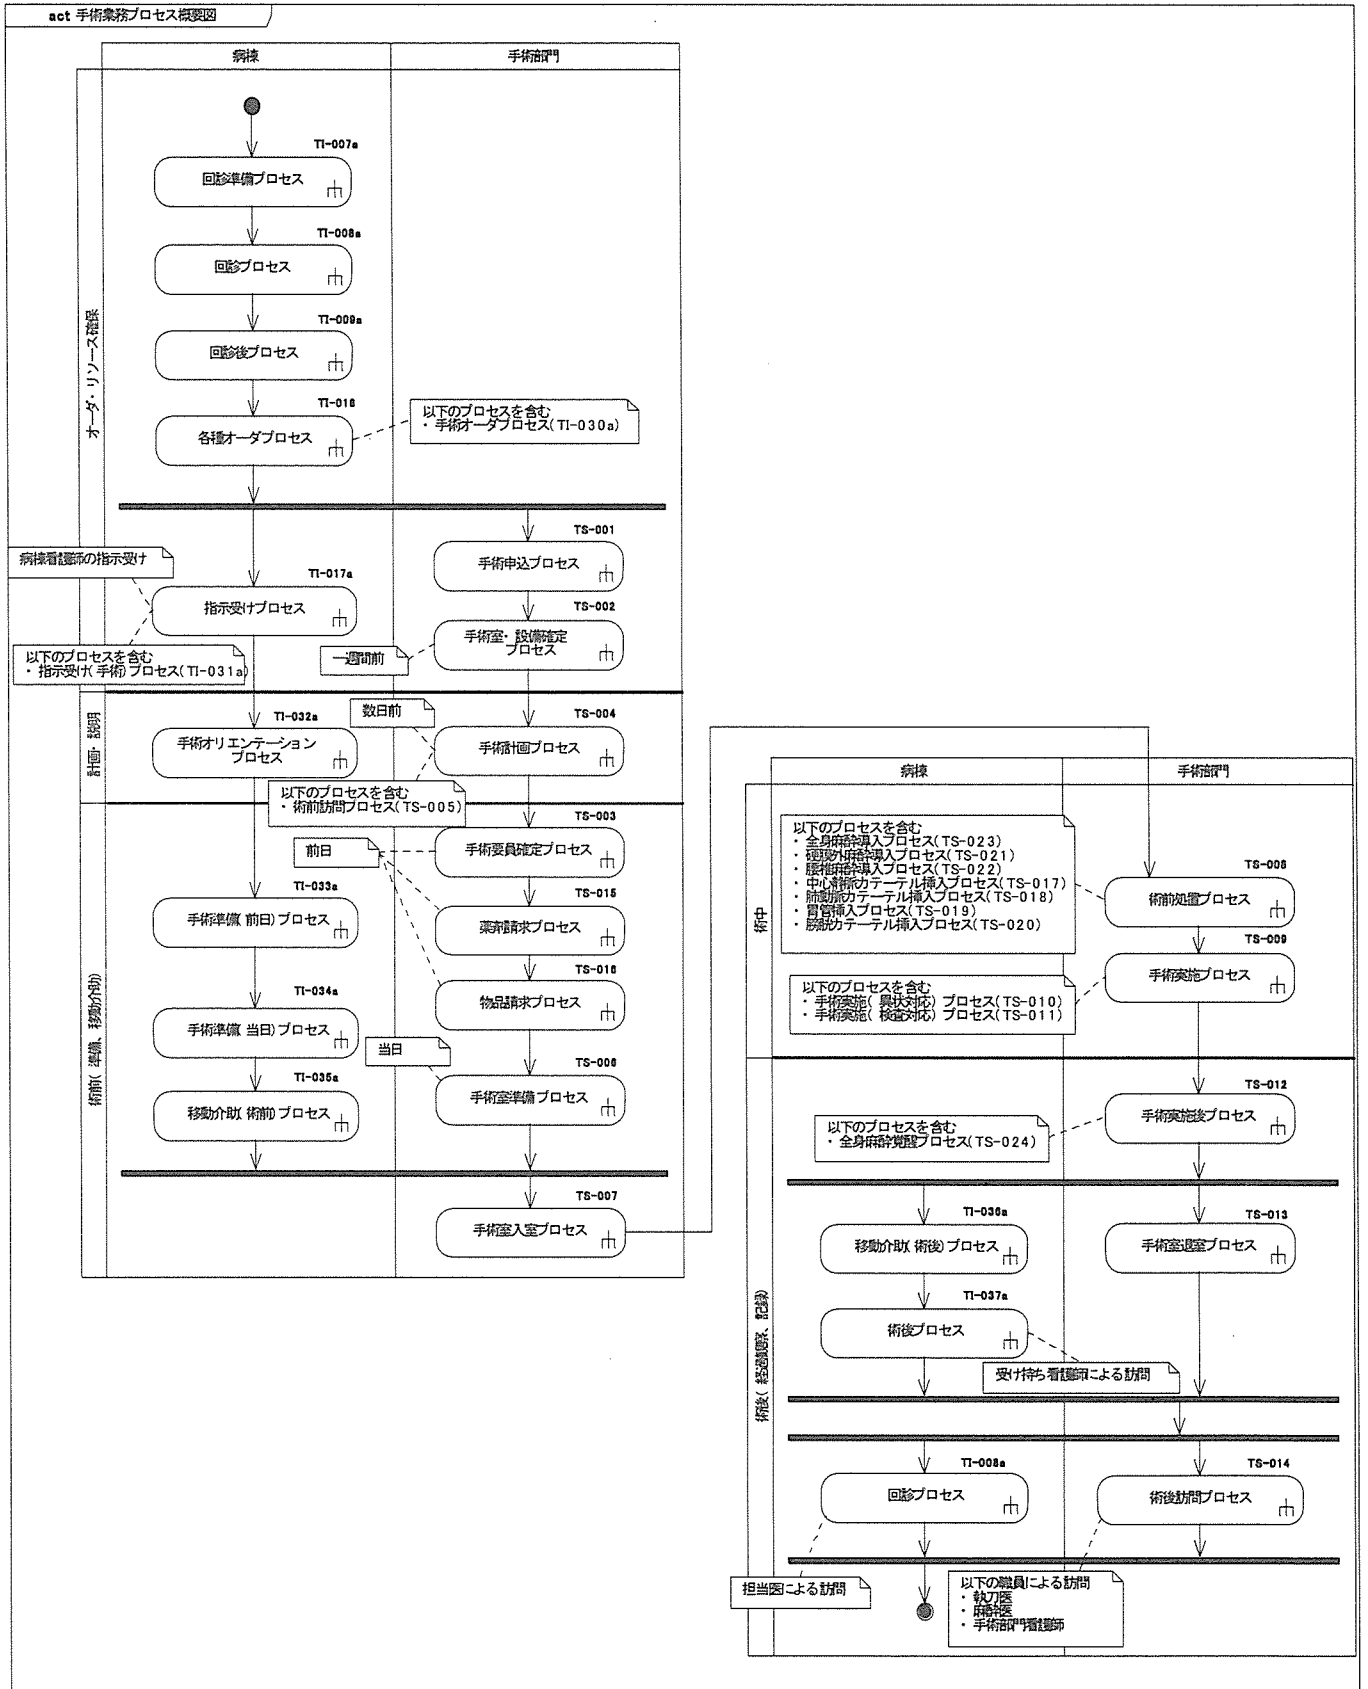 act 手術業務プロセス概要図
病棟
手術部門
オーダ・リソース確保
TI-007a
回診準備プロセス
TI-008a
回診プロセス
TI-009a
回診後プロセス
TI-016
各種オーダプロセス
以下のプロセスを含む
・ 手術オーダプロセス(TI-030a)
TS-001
手術申込プロセス
病棟看護師の指示受け
TI-017a
指示受けプロセス
以下のプロセスを含む
・ 指示受け(手術)プロセス(TI-031a)
TS-002
手術室・設備確定
プロセス
一週間前
計画・説明
TI-032a
手術オリエンテーション
プロセス
数日前
TS-004
手術計画プロセス
以下のプロセスを含む
・ 術前訪問プロセス(TS-005)
術前(準備、移動介助)
TS-003
手術要員確定プロセス
前日
TI-033a
手術準備(前日)プロセス
TS-015
薬剤請求プロセス
TS-016
物品請求プロセス
TI-034a
手術準備(当日)プロセス
当日
TS-006
手術室準備プロセス
TI-035a
移動介助(術前)プロセス
TS-007
手術室入室プロセス
病棟
手術部門
術中
以下のプロセスを含む
・ 全身麻酔導入プロセス(TS-023)
・ 硬膜外麻酔導入プロセス(TS-021)
・ 腰椎麻酔導入プロセス(TS-022)
・ 中心静脈カテーテル挿入プロセス(TS-017)
・ 肺動脈カテーテル挿入プロセス(TS-018)
・ 胃管挿入プロセス(TS-019)
・ 膀胱カテーテル挿入プロセス(TS-020)
TS-008
術前処置プロセス
TS-009
手術実施プロセス
以下のプロセスを含む
・ 手術実施(異状対応)プロセス(TS-010)
・ 手術実施(検査対応)プロセス(TS-011)
術後(経過観察、記録)
TS-012
手術実施後プロセス
以下のプロセスを含む
・ 全身麻酔覚醒プロセス(TS-024)
TI-036a
移動介助(術後)プロセス
TS-013
手術室退室プロセス
TI-037a
術後プロセス
受け持ち看護師による訪問
TI-008a
回診プロセス
TS-014
術後訪問プロセス
担当医による訪問
以下の職員による訪問
・ 執刀医
・ 麻酔医
・ 手術部門看護師